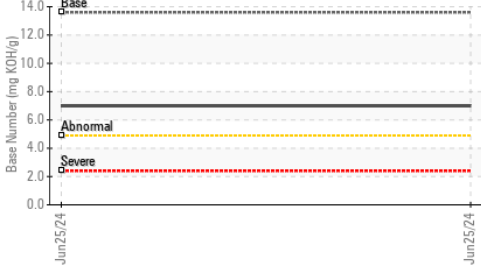 Base Number (mg KOH/g)
14.0
12.0
10.0
8.0
6.0
4.0
2.0
0.0
Base
Abnormal
Severe
Jun25/24
Jun25/24